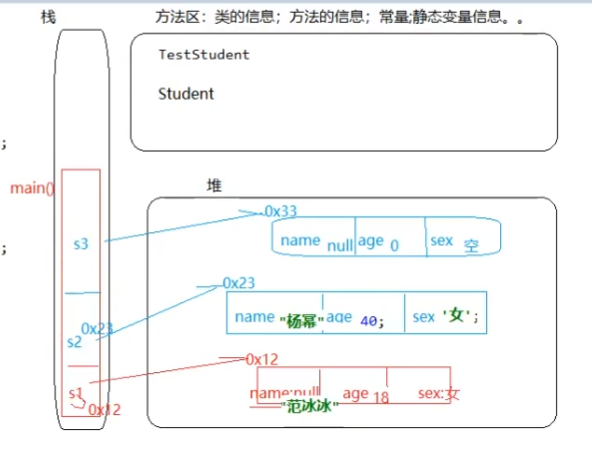 栈
方法区：类的信息；方法的信息；常量;静态变量信息。。
TestStudent
Student
;
main()
堆
0x33
s3
name null age 0 sex 空
;
0x23
0x23
s2
name "杨幂" age 40; sex '女';
0x12
s1
0x12
name:null age 18 sex:女
"范冰冰"